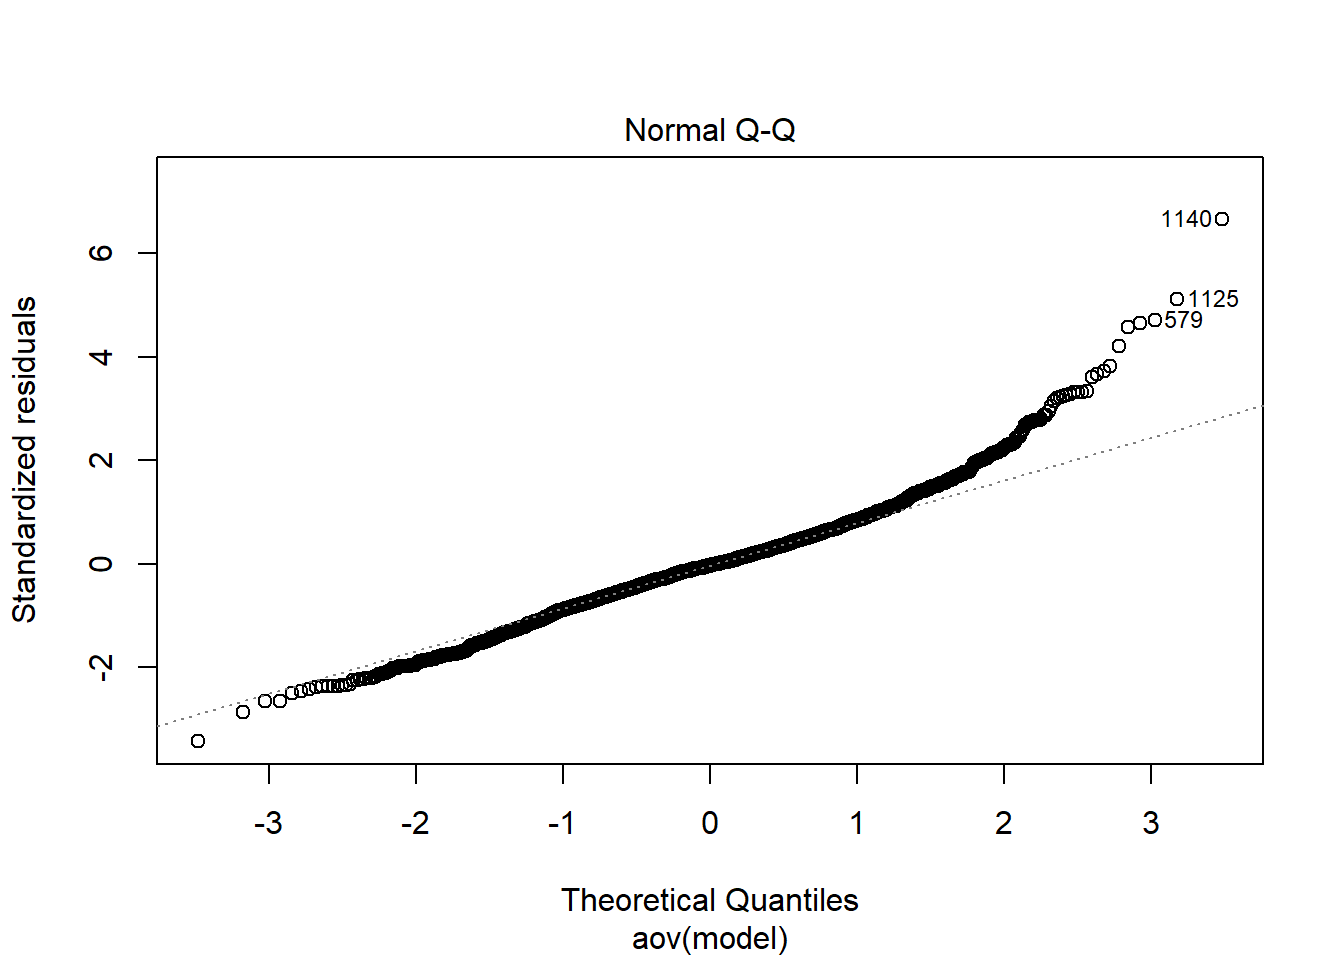 Normal Q-Q
Standardized residuals
6
4
2
0
-2
1140
1125
579
-3 -2 -1 0 1 2 3
Theoretical Quantiles
aov(model)